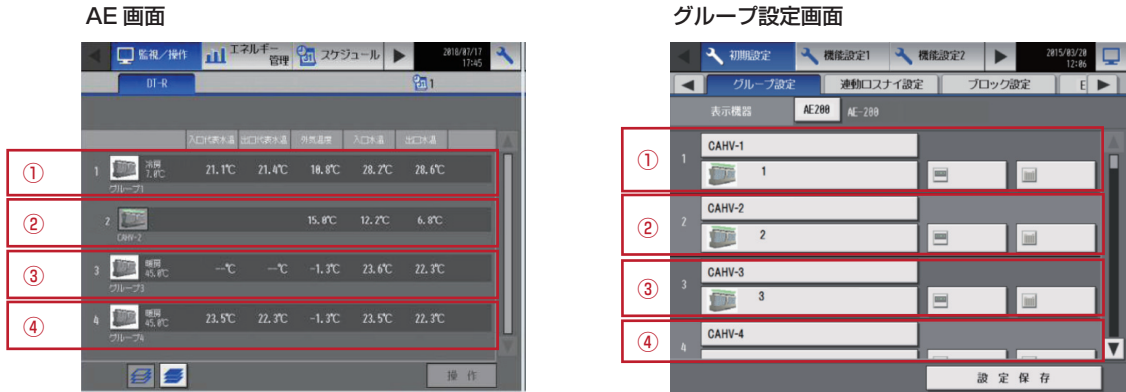 AE 画面
監視/操作 エネルギー管理 スケジュール 2018/07/17 17:45
DT-R 1
入口代表水温 出口代表水温 外気温度 入口水温 出口水温
① 1 冷房 7.0℃ 21.1℃ 21.4℃ 10.8℃ 28.2℃ 28.6℃
グループ1
② 2 15.0℃ 12.2℃ 6.8℃
CAHV-2
③ 3 暖房 45.0℃ --℃ --℃ -1.3℃ 23.6℃ 22.3℃
グループ3
④ 4 暖房 45.0℃ 23.5℃ 22.3℃ -1.3℃ 23.5℃ 22.3℃
グループ4
操 作
グループ設定画面
初期設定 機能設定1 機能設定2 2015/03/20 12:06
グループ設定 連動ロスナイ設定 ブロック設定 E
表示機器 AE200 AE-200
① 1 CAHV-1
1
② 2 CAHV-2
2
③ 3 CAHV-3
3
④ 4 CAHV-4
設 定 保 存